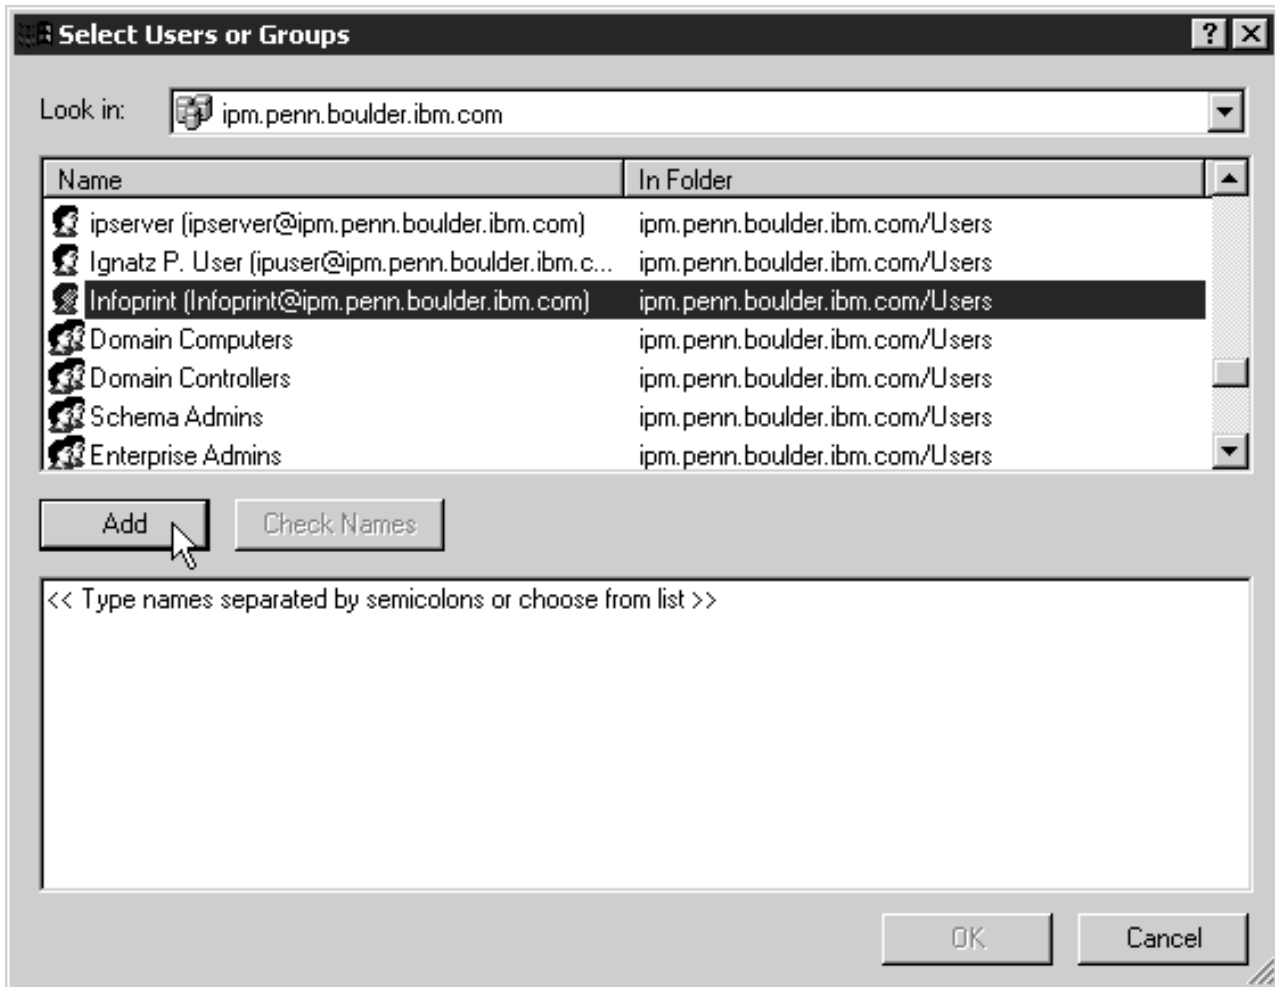 Select Users or Groups
Look in: ipm.penn.boulder.ibm.com
Name In Folder
ipserver (ipserver@ipm.penn.boulder.ibm.com) ipm.penn.boulder.ibm.com/Users
Ignatz P. User (ipuser@ipm.penn.boulder.ibm.c... ipm.penn.boulder.ibm.com/Users
Infoprint (Infoprint@ipm.penn.boulder.ibm.com) ipm.penn.boulder.ibm.com/Users
Domain Computers ipm.penn.boulder.ibm.com/Users
Domain Controllers ipm.penn.boulder.ibm.com/Users
Schema Admins ipm.penn.boulder.ibm.com/Users
Enterprise Admins ipm.penn.boulder.ibm.com/Users
Add Check Names
<< Type names separated by semicolons or choose from list >>
OK Cancel